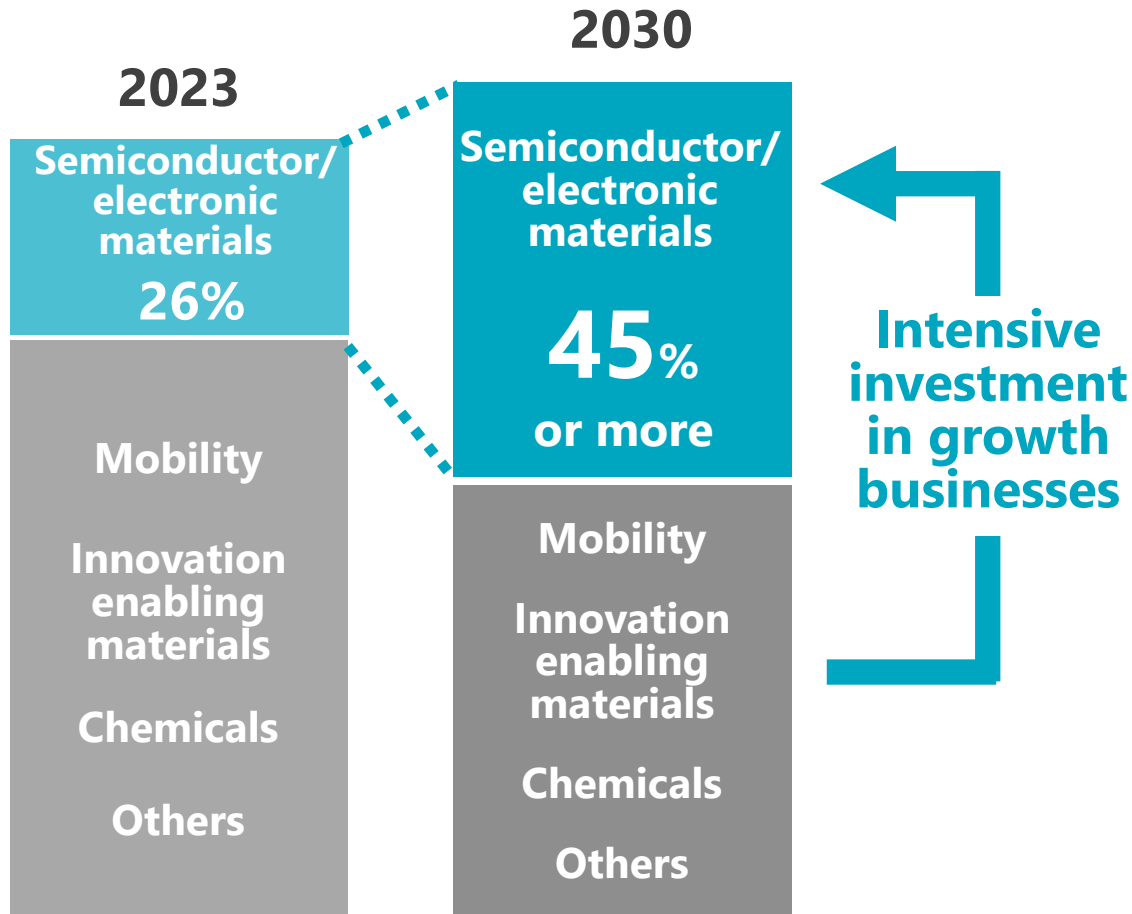 2023
Semiconductor/
electronic
materials
26%
Mobility
Innovation
enabling
materials
Chemicals
Others
2030
Semiconductor/
electronic
materials
45%
or more
Mobility
Innovation
enabling
materials
Chemicals
Others
Intensive
investment
in growth
businesses